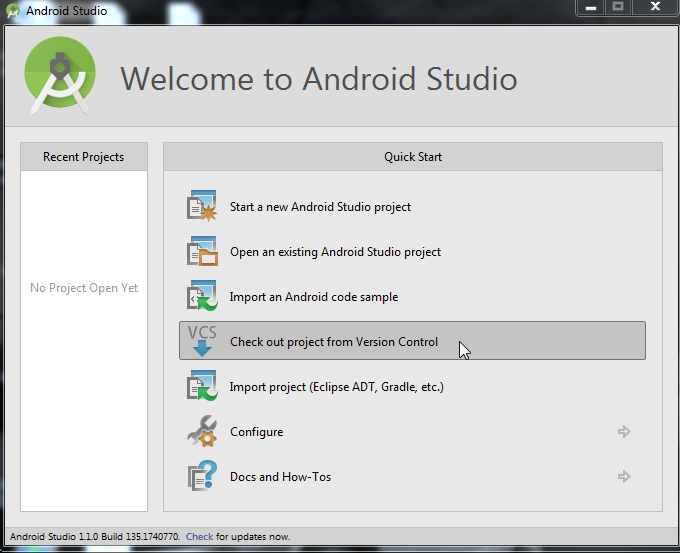 Android Studio
Welcome to Android Studio
Recent Projects
Quick Start
No Project Open Yet
Start a new Android Studio project
Open an existing Android Studio project
Import an Android code sample
VCS
Check out project from Version Control
Import project (Eclipse ADT, Gradle, etc.)
Configure
Docs and How-Tos
Android Studio 1.1.0 Build 135.1740770. Check for updates now.